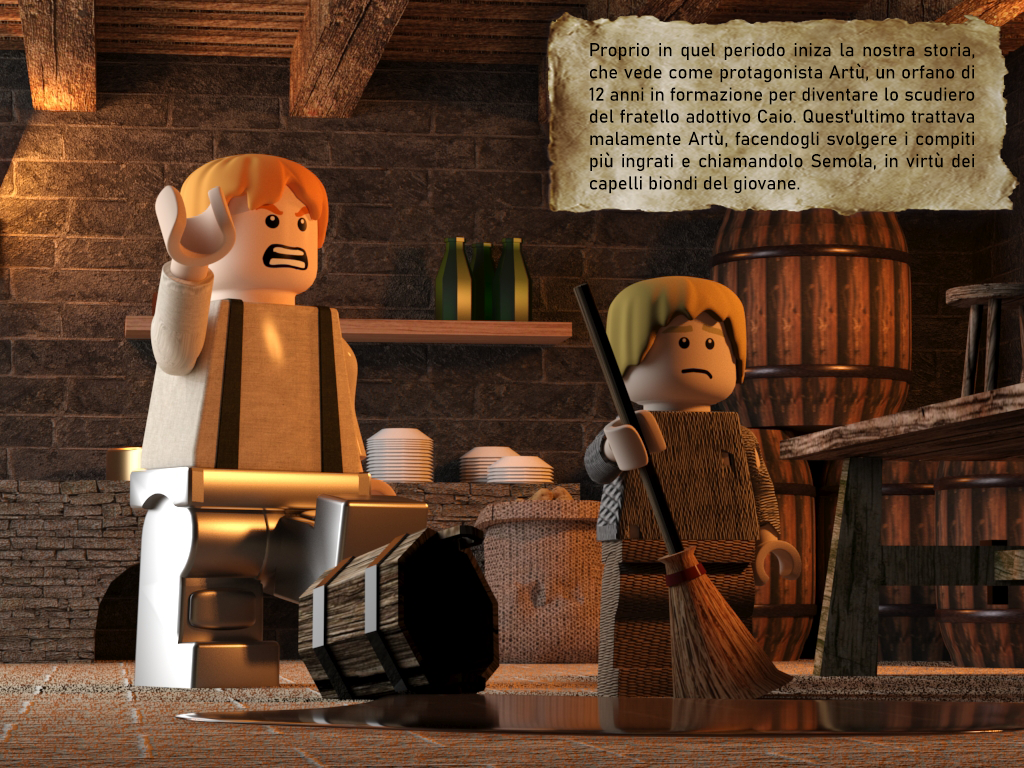 Proprio in quel periodo iniza la nostra storia,
che vede come protagonista Artù, un orfano di
12 anni in formazione per diventare lo scudiero
del fratello adottivo Caio. Quest'ultimo trattava
malamente Artù, facendogli svolgere i compiti
più ingrati e chiamandolo Semola, in virtù dei
capelli biondi del giovane.